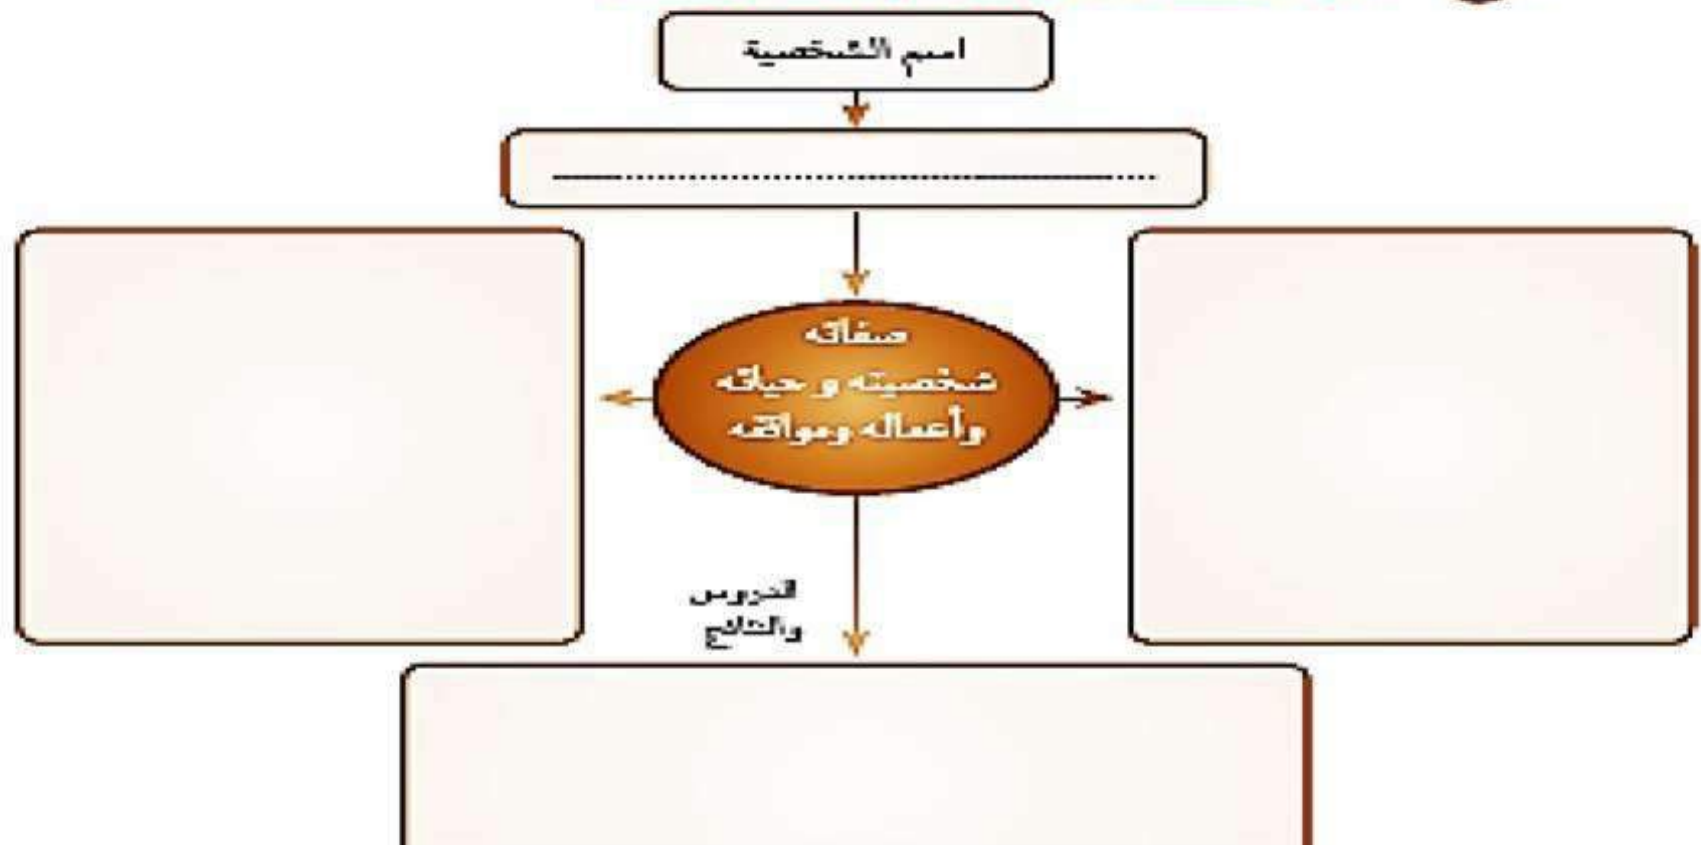 اسم الشخصية
صفاته
شخصيته و حياته
وأعماله ومواقفه
الدروس
والنتائج